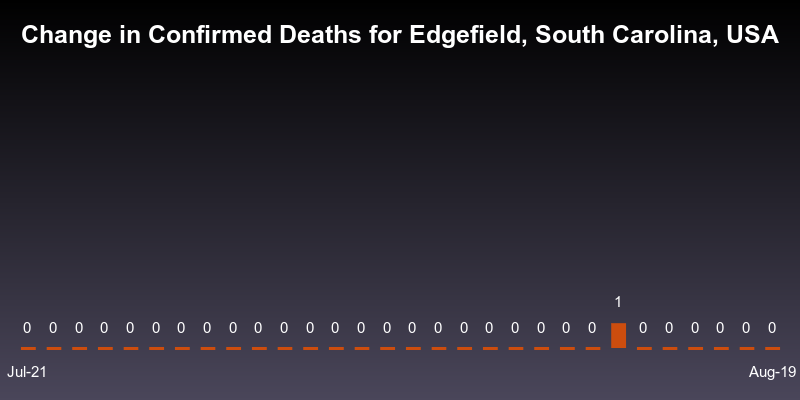 Change in Confirmed Deaths for Edgefield, South Carolina, USA
1
0 0 0 0 0 0 0 0 0 0 0 0 0 0 0 0 0 0 0 0 0 0 0 0 0 0 0 0 0
Jul-21 Aug-19